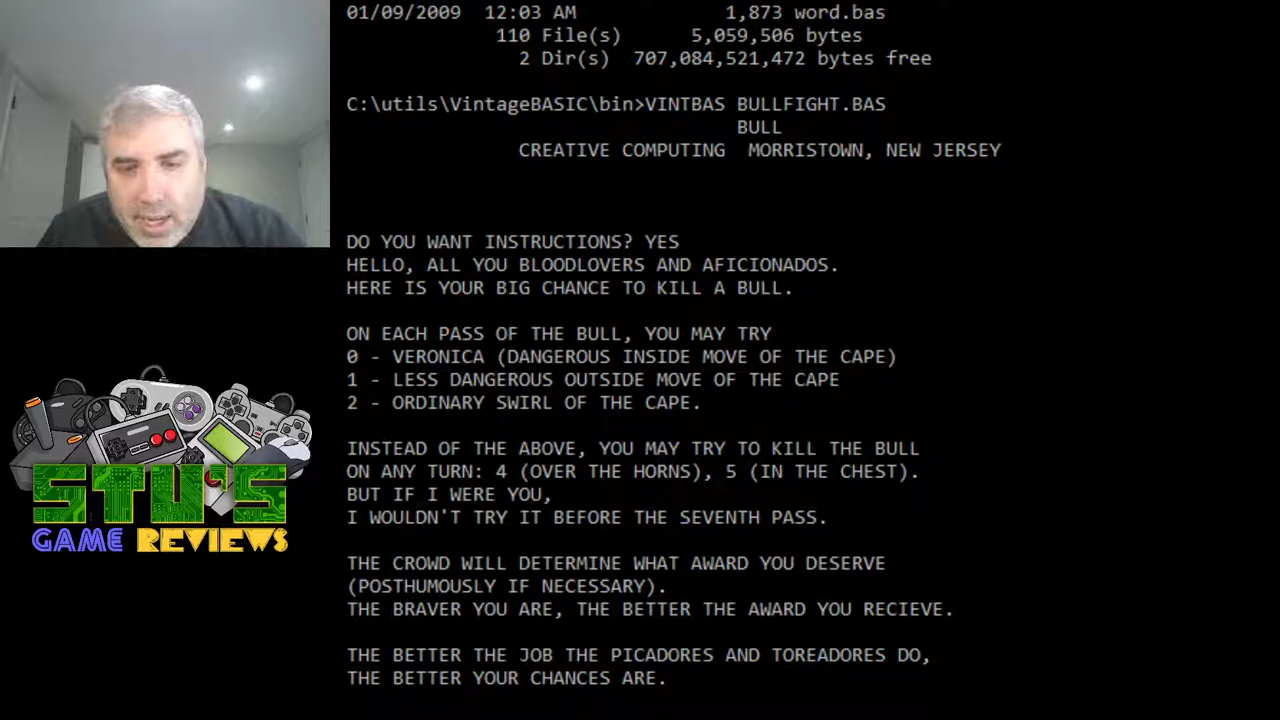 01/09/2009  12:03 AM             1,873 word.bas
110 File(s)      5,059,506 bytes
2 Dir(s)  707,084,521,472 bytes free
C:\utils\VintageBASIC\bin>VINTBAS BULLFIGHT.BAS
BULL
CREATIVE COMPUTING  MORRISTOWN, NEW JERSEY
DO YOU WANT INSTRUCTIONS? YES
HELLO, ALL YOU BLOODLOVERS AND AFICIONADOS.
HERE IS YOUR BIG CHANCE TO KILL A BULL.
ON EACH PASS OF THE BULL, YOU MAY TRY
0 - VERONICA (DANGEROUS INSIDE MOVE OF THE CAPE)
1 - LESS DANGEROUS OUTSIDE MOVE OF THE CAPE
2 - ORDINARY SWIRL OF THE CAPE.
INSTEAD OF THE ABOVE, YOU MAY TRY TO KILL THE BULL
ON ANY TURN: 4 (OVER THE HORNS), 5 (IN THE CHEST).
BUT IF I WERE YOU,
I WOULDN'T TRY IT BEFORE THE SEVENTH PASS.
THE CROWD WILL DETERMINE WHAT AWARD YOU DESERVE
(POSTHUMOUSLY IF NECESSARY).
THE BRAVER YOU ARE, THE BETTER THE AWARD YOU RECIEVE.
THE BETTER THE JOB THE PICADORES AND TOREADORES DO,
THE BETTER YOUR CHANCES ARE.
STU'S
GAME REVIEWS